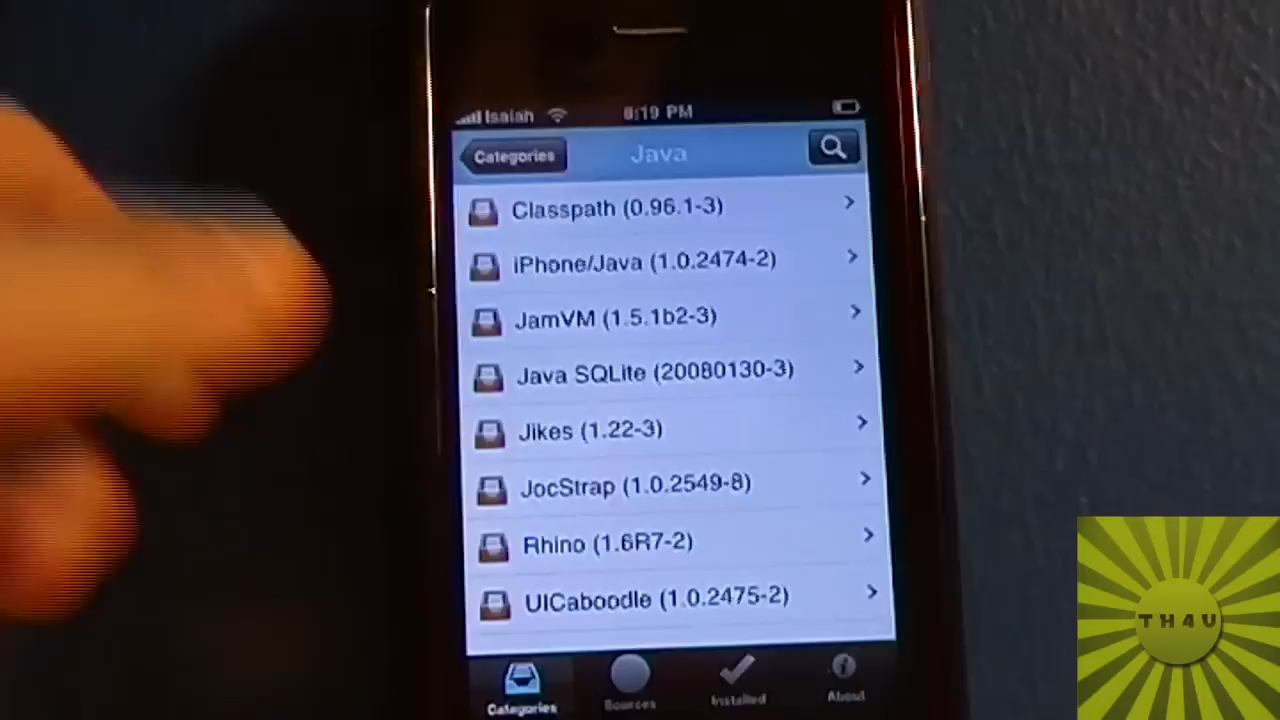 Isaiah 8:19 PM
Categories Java
Classpath (0.96.1-3)
iPhone/Java (1.0.2474-2)
JamVM (1.5.1b2-3)
Java SQLite (20080130-3)
Jikes (1.22-3)
JocStrap (1.0.2549-8)
Rhino (1.6R7-2)
UICaboodle (1.0.2475-2)
Categories Sources Installed About
TH4U